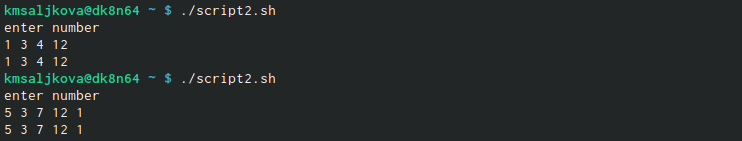 kmsaljkova@dk8n64 ~ $ ./script2.sh
enter number
1 3 4 12
1 3 4 12
kmsaljkova@dk8n64 ~ $ ./script2.sh
enter number
5 3 7 12 1
5 3 7 12 1